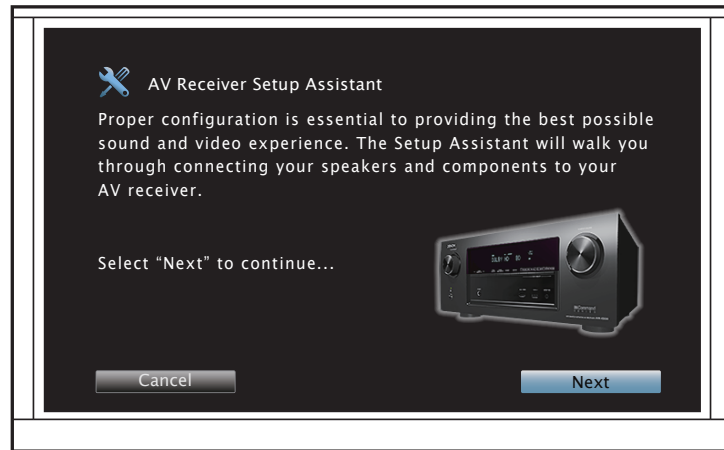 AV Receiver Setup Assistant
Proper configuration is essential to providing the best possible
sound and video experience. The Setup Assistant will walk you
through connecting your speakers and components to your
AV receiver.
Select “Next” to continue...
DENON
Cancel
Next